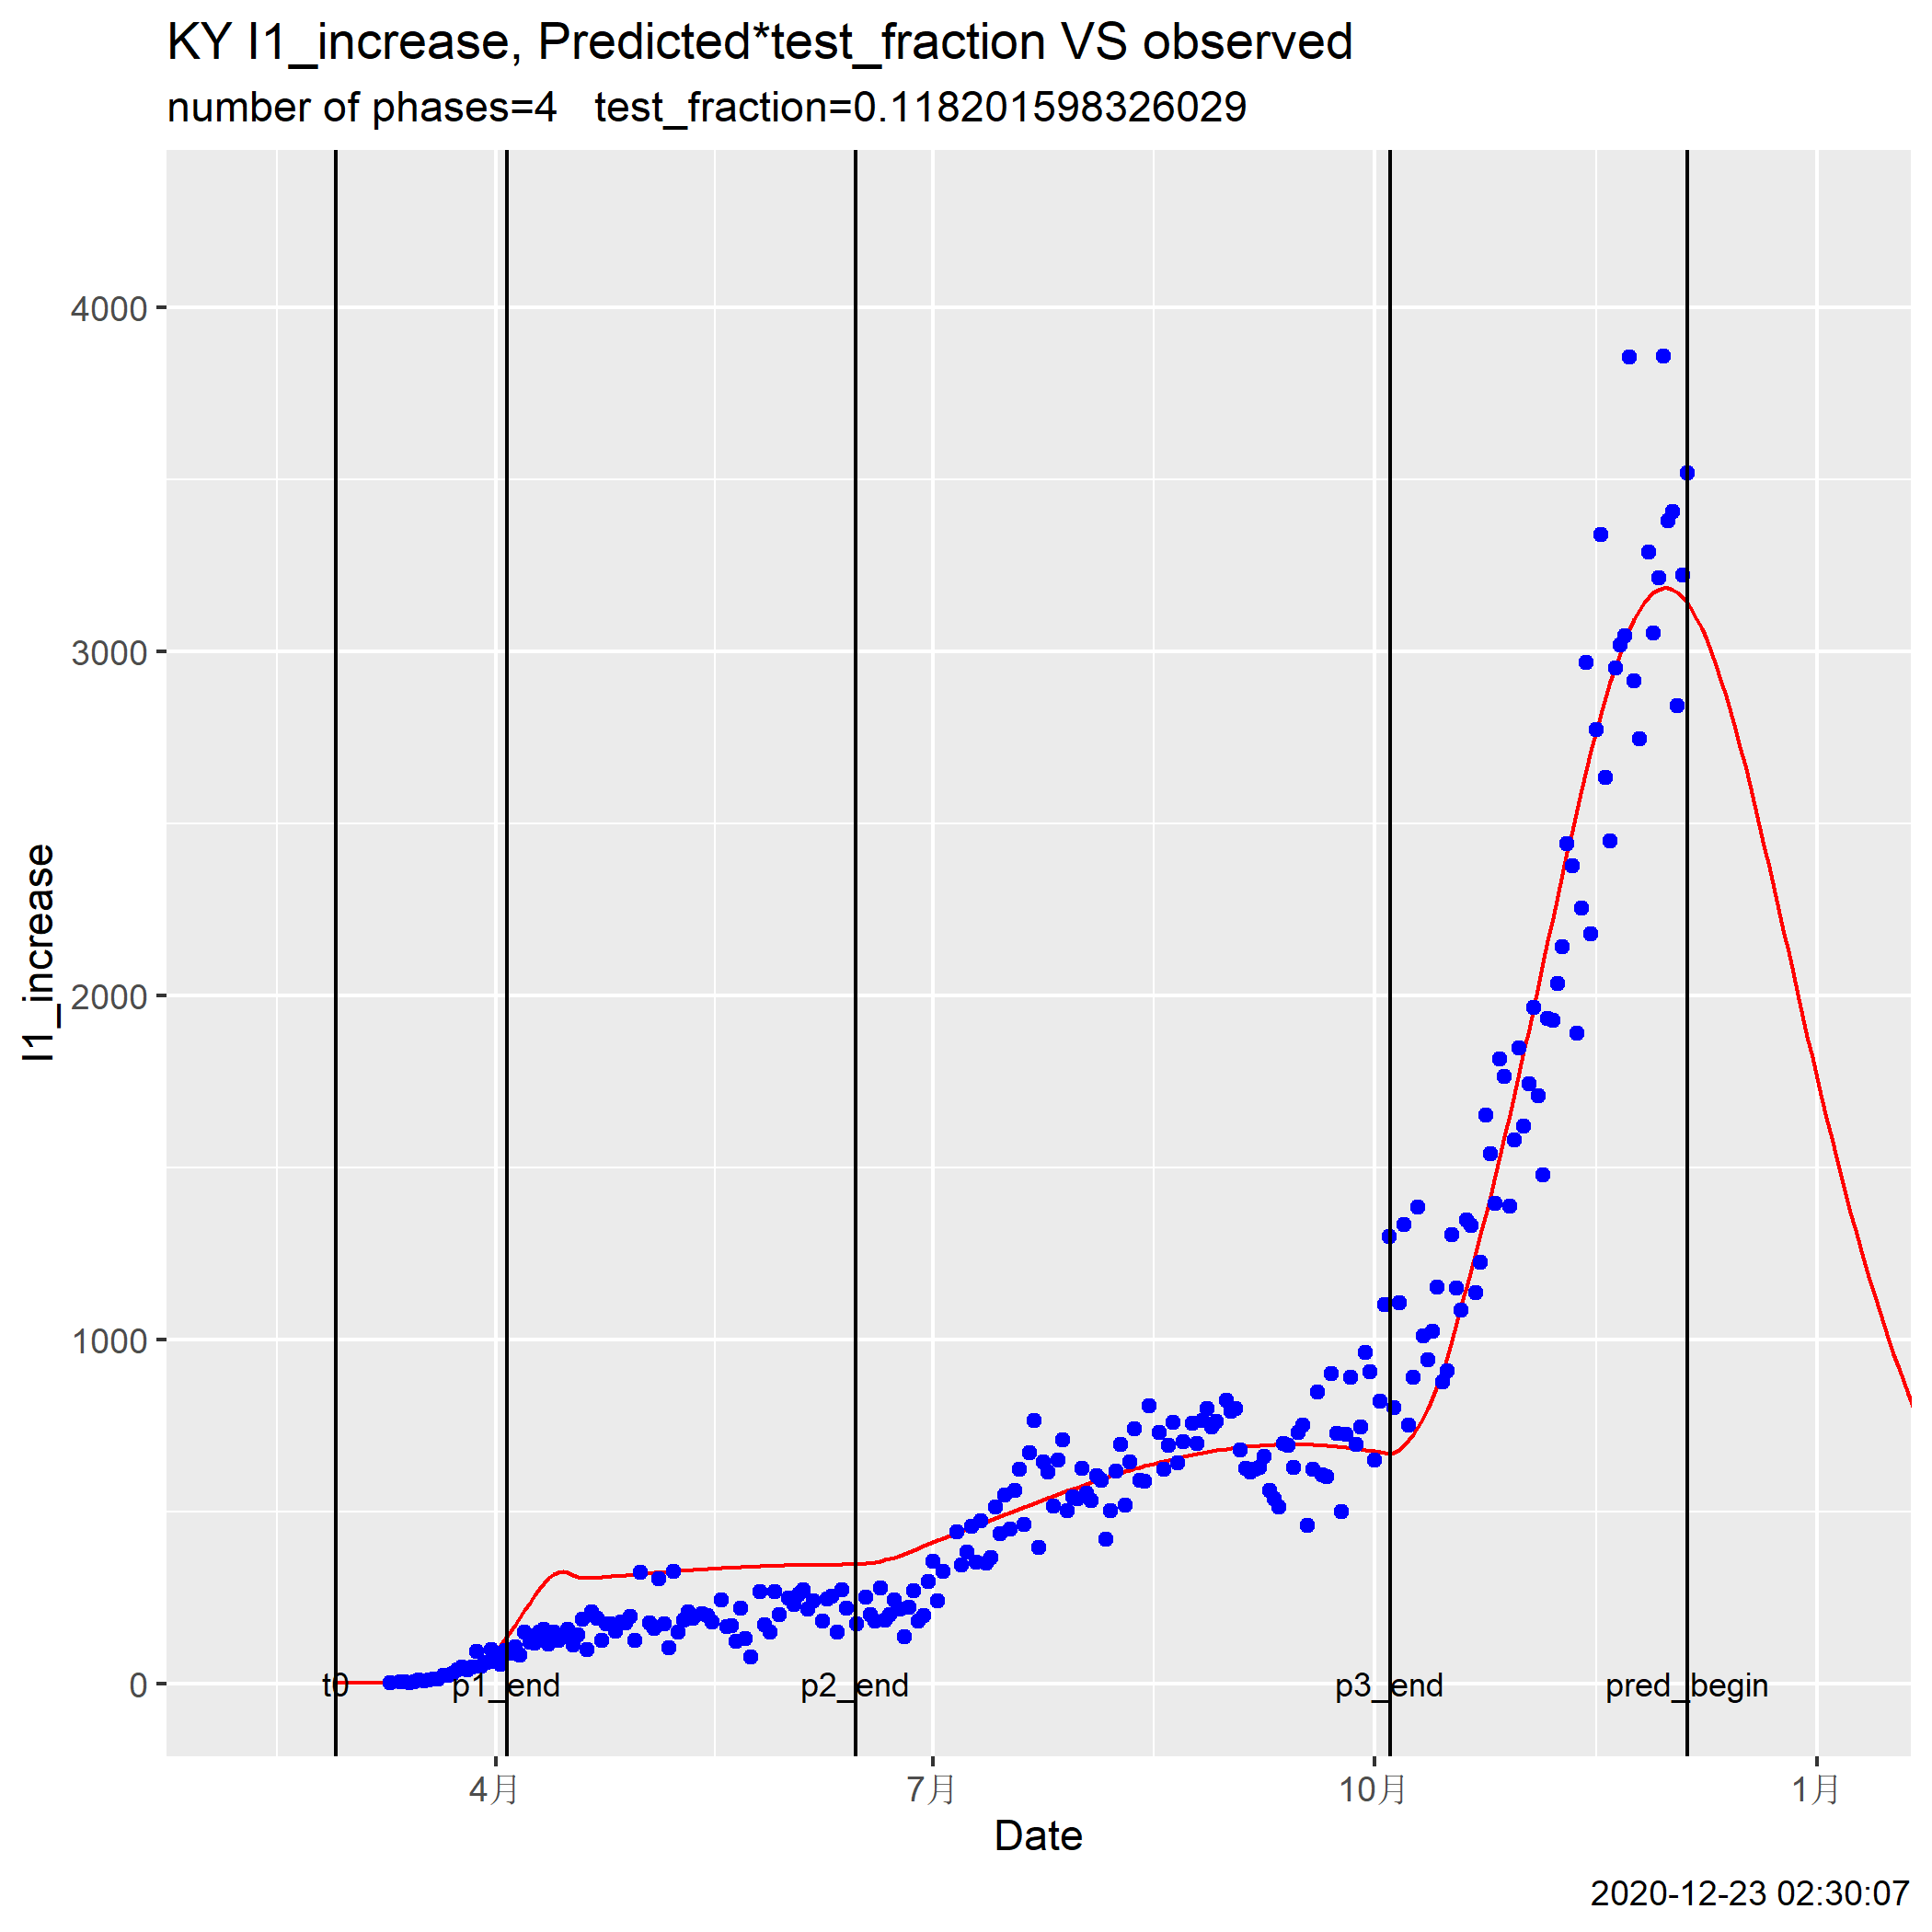 KY I1_increase, Predicted*test_fraction VS observed
number of phases=4 test_fraction=0.118201598326029
I1_increase
4000
3000
2000
1000
0
t0
p1_end
p2_end
p3_end
pred_begin
4月
7月
10月
1月
Date
2020-12-23 02:30:07